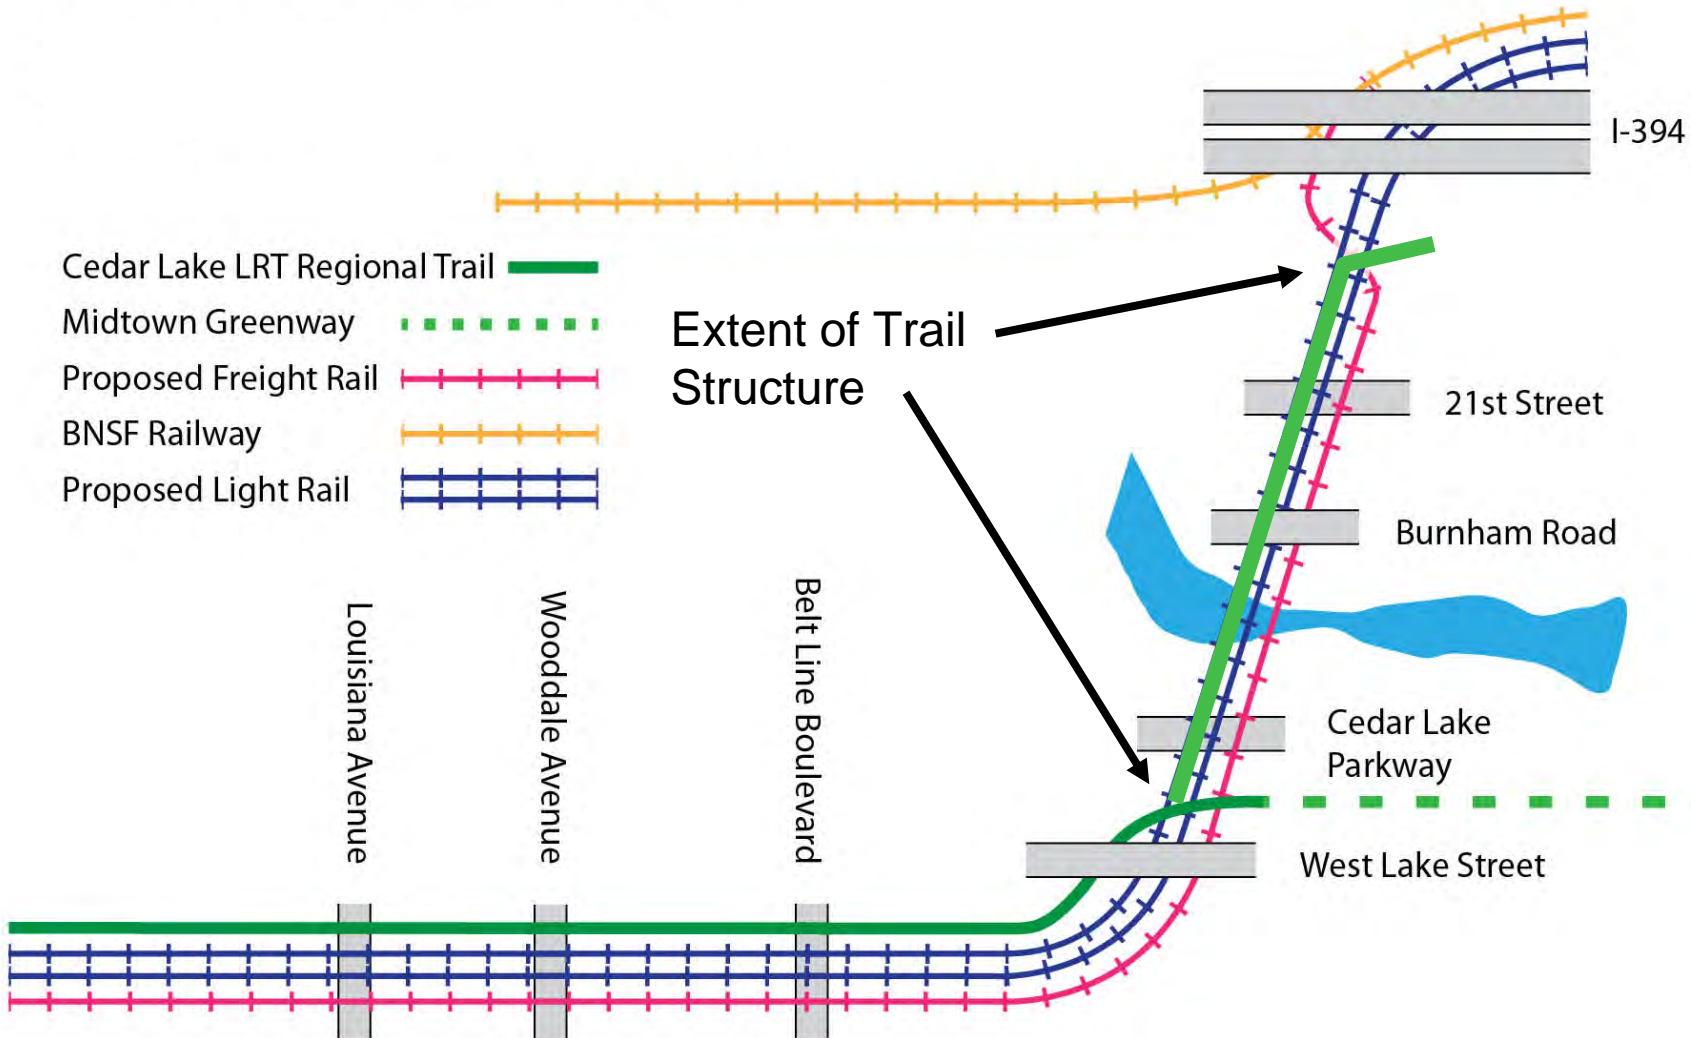 I-394
Cedar Lake LRT Regional Trail
Midtown Greenway
Proposed Freight Rail
BNSF Railway
Proposed Light Rail
Extent of Trail
Structure
21st Street
Burnham Road
Louisiana Avenue
Wooddale Avenue
Belt Line Boulevard
Cedar Lake
Parkway
West Lake Street